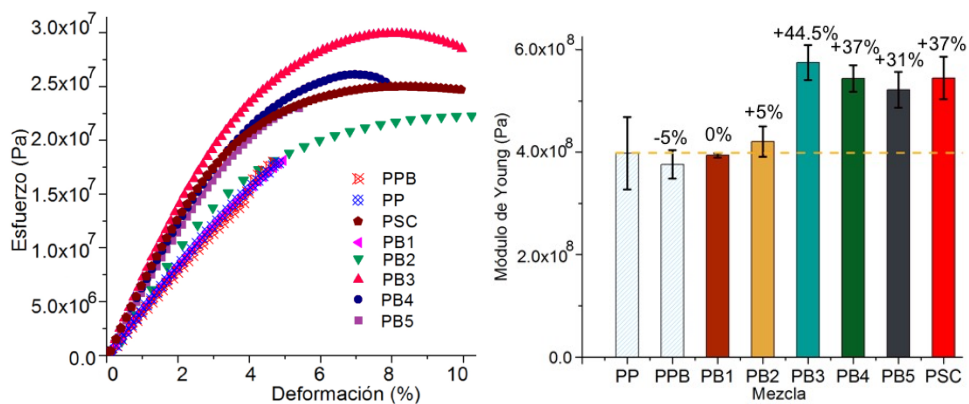 3.0x10⁷
2.5x10⁷
2.0x10⁷
1.5x10⁷
1.0x10⁷
5.0x10⁶
0.0
Esfuerzo (Pa)
0 2 4 6 8 10
Deformación (%)
PPB
PP
PSC
PB1
PB2
PB3
PB4
PB5
6.0x10⁸
4.0x10⁸
2.0x10⁸
0.0
Módulo de Young (Pa)
-5%
0%
+5%
+44.5%
+37%
+31%
+37%
PP PPB PB1 PB2 PB3 PB4 PB5 PSC
Mezcla